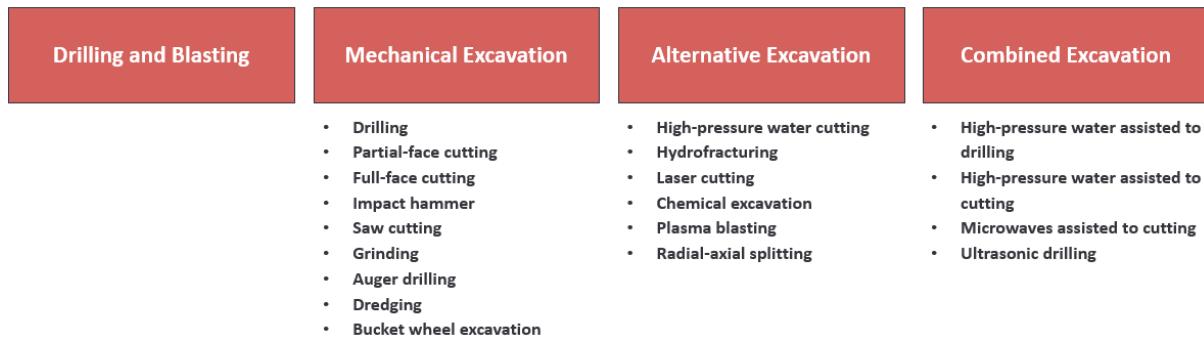 Drilling and Blasting
Mechanical Excavation
• Drilling
• Partial-face cutting
• Full-face cutting
• Impact hammer
• Saw cutting
• Grinding
• Auger drilling
• Dredging
• Bucket wheel excavation
Alternative Excavation
• High-pressure water cutting
• Hydrofracturing
• Laser cutting
• Chemical excavation
• Plasma blasting
• Radial-axial splitting
Combined Excavation
• High-pressure water assisted to
drilling
• High-pressure water assisted to
cutting
• Microwaves assisted to cutting
• Ultrasonic drilling